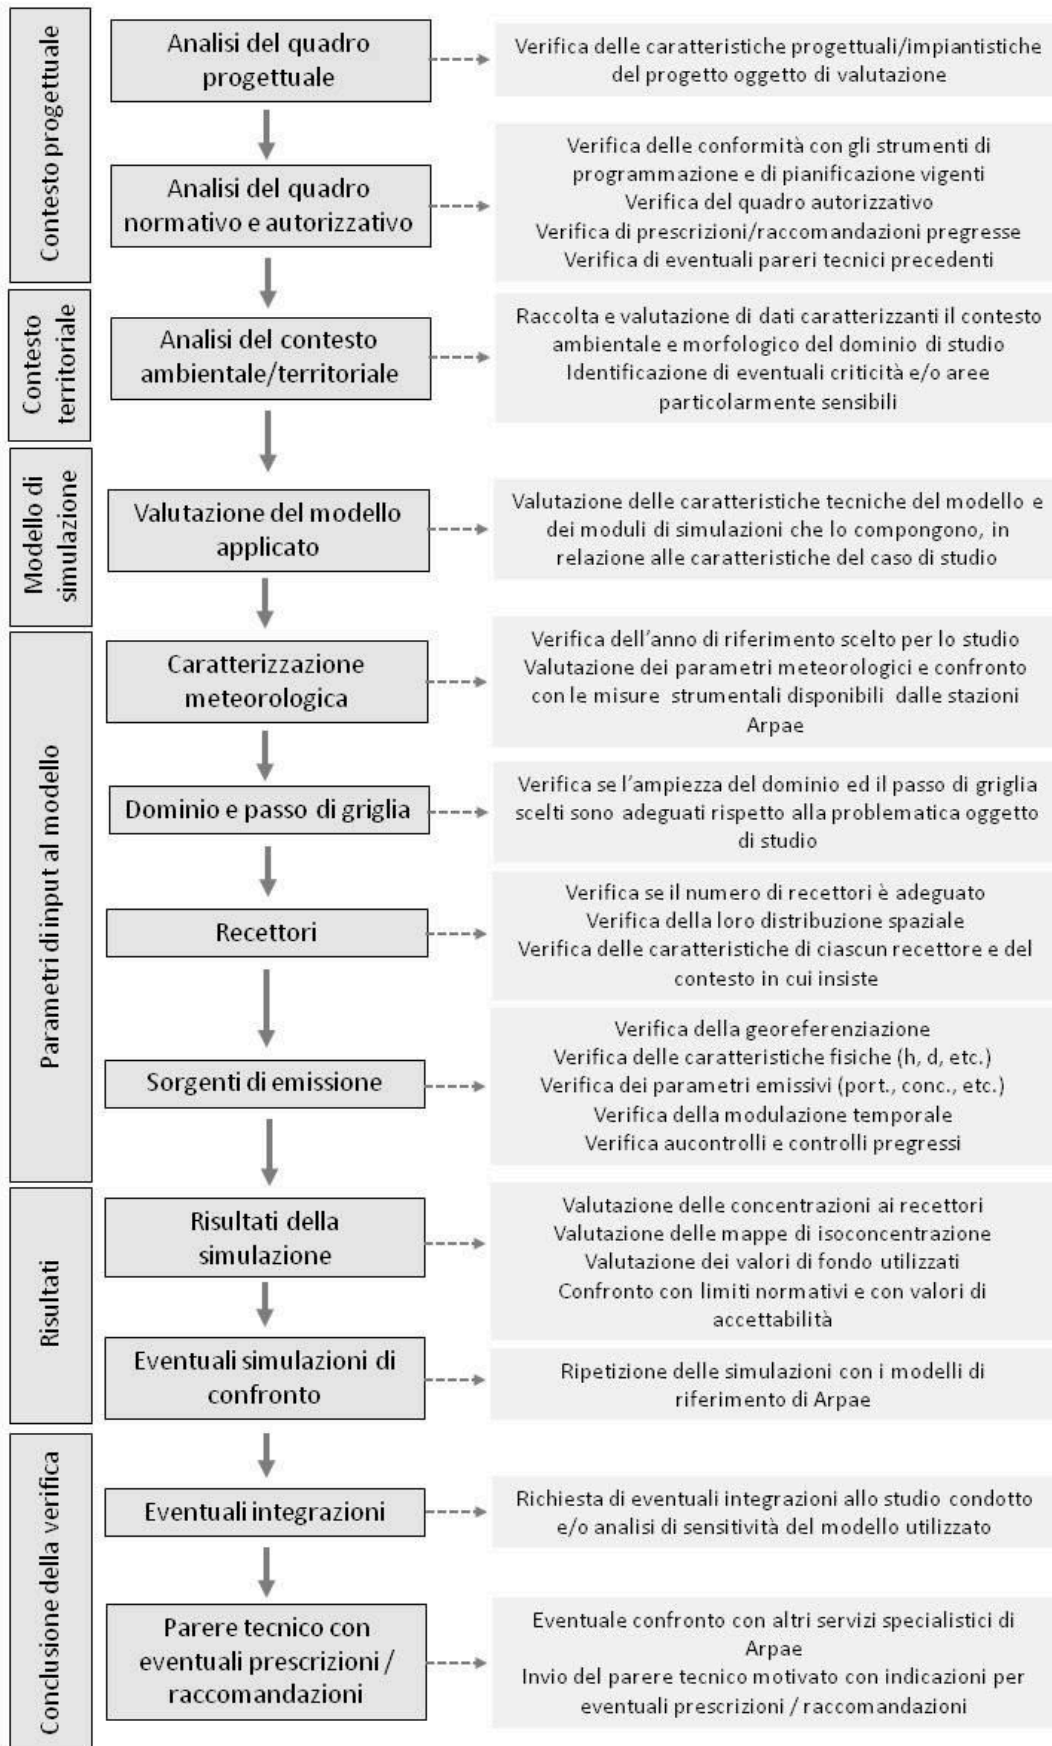 Contesto progettuale
Analisi del quadro
progettuale
Verifica delle caratteristiche progettuali/impiantistiche
del progetto oggetto di valutazione
Analisi del quadro
normativo e autorizzativo
Verifica delle conformità con gli strumenti di
programmazione e di pianificazione vigenti
Verifica del quadro autorizzativo
Verifica di prescrizioni/raccomandazioni pregresse
Verifica di eventuali pareri tecnici precedenti
Contesto
territoriale
Analisi del contesto
ambientale/territoriale
Raccolta e valutazione di dati caratterizzanti il contesto
ambientale e morfologico del dominio di studio
Identificazione di eventuali criticità e/o aree
particolarmente sensibili
Modello di
simulazione
Valutazione del modello
applicato
Valutazione delle caratteristiche tecniche del modello e
dei moduli di simulazioni che lo compongono, in
relazione alle caratteristiche del caso di studio
Parametri di input al modello
Caratterizzazione
meteorologica
Verifica dell’anno di riferimento scelto per lo studio
Valutazione dei parametri meteorologici e confronto
con le misure strumentali disponibili dalle stazioni
Arpae
Dominio e passo di griglia
Verifica se l’ampiezza del dominio ed il passo di griglia
scelti sono adeguati rispetto alla problematica oggetto
di studio
Recettori
Verifica se il numero di recettori è adeguato
Verifica della loro distribuzione spaziale
Verifica delle caratteristiche di ciascun recettore e del
contesto in cui insiste
Sorgenti di emissione
Verifica della georeferenziazione
Verifica delle caratteristiche fisiche (h, d, etc.)
Verifica dei parametri emissivi (port., conc., etc.)
Verifica della modulazione temporale
Verifica aucontrolli e controlli pregressi
Risultati
Risultati della
simulazione
Valutazione delle concentrazioni ai recettori
Valutazione delle mappe di isoconcentrazione
Valutazione dei valori di fondo utilizzati
Confronto con limiti normativi e con valori di
accettabilità
Eventuali simulazioni di
confronto
Ripetizione delle simulazioni con i modelli di
riferimento di Arpae
Conclusione della verifica
Eventuali integrazioni
Richiesta di eventuali integrazioni allo studio condotto
e/o analisi di sensitività del modello utilizzato
Parere tecnico con
eventuali prescrizioni /
raccomandazioni
Eventuale confronto con altri servizi specialistici di
Arpae
Invio del parere tecnico motivato con indicazioni per
eventuali prescrizioni / raccomandazioni